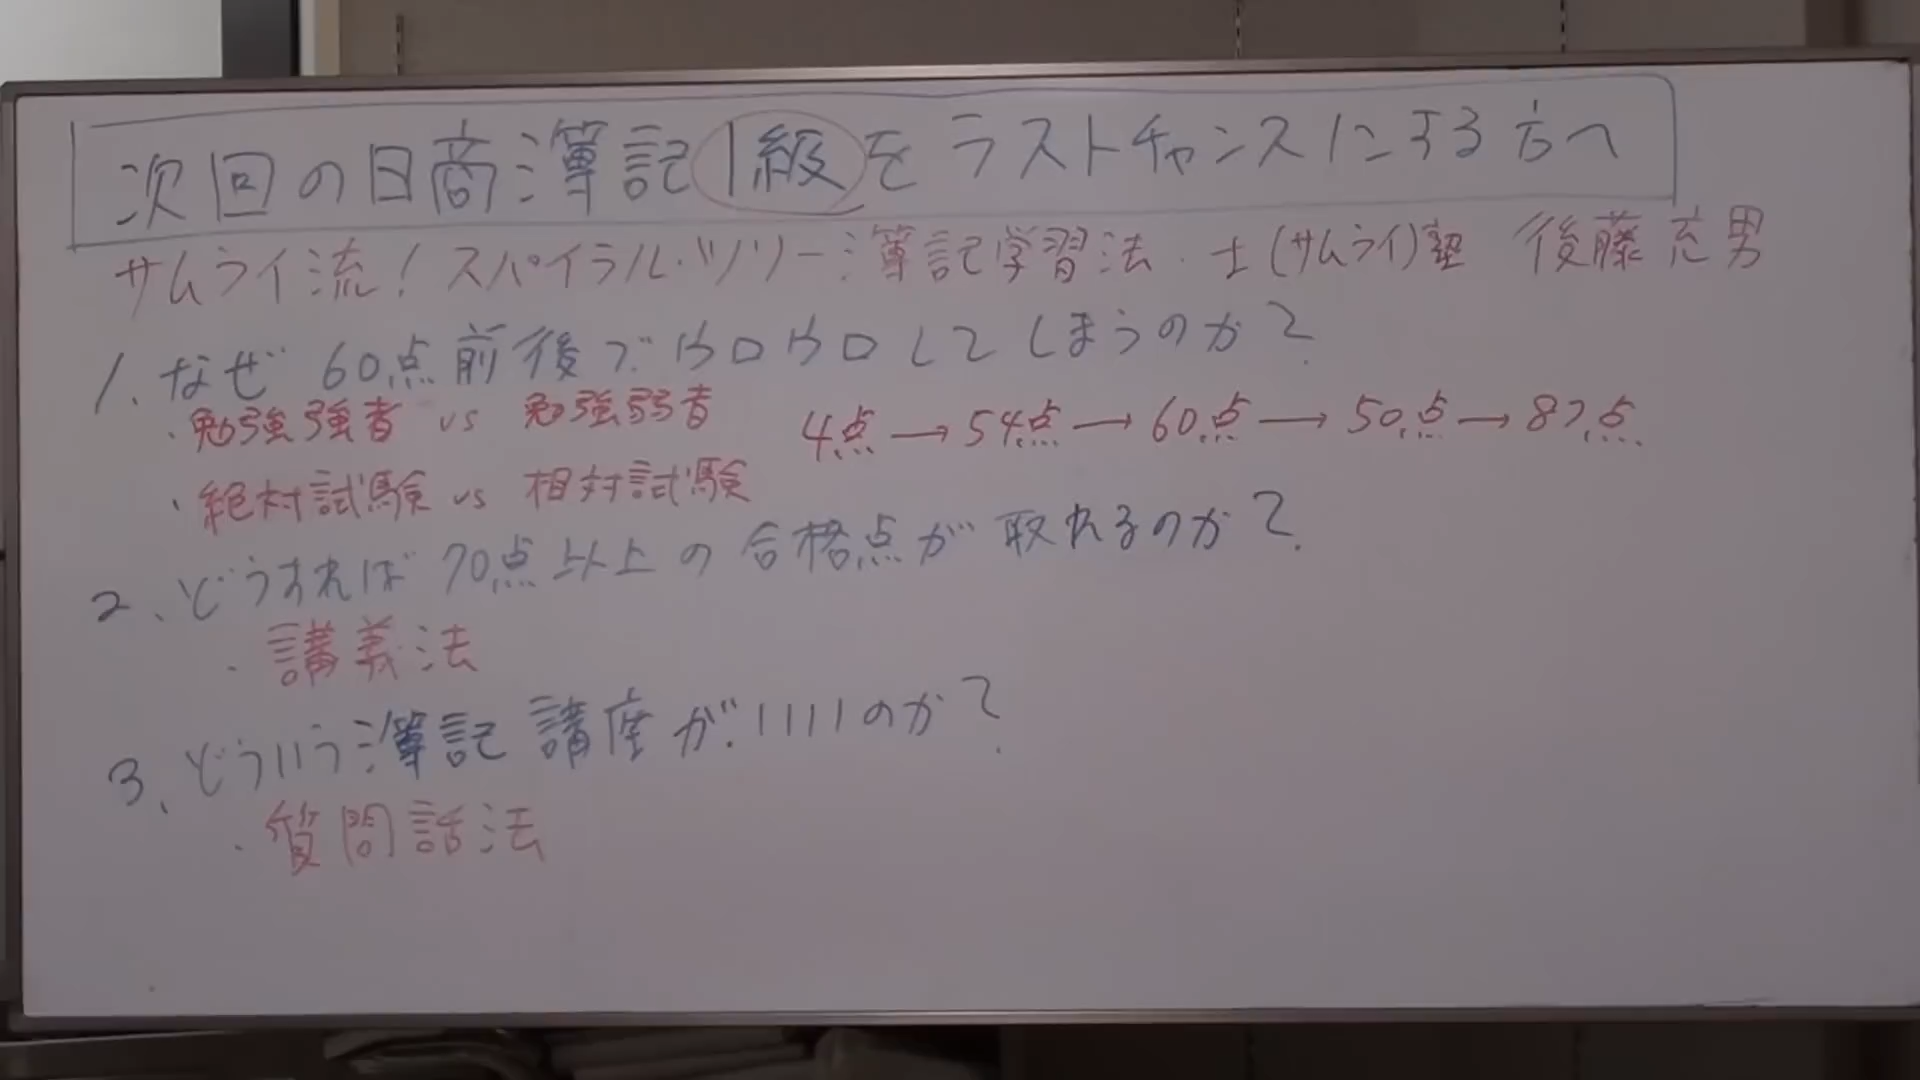 次回の日商簿記1級をラストチャンスにする方へ
サムライ流!スパイラル・ツリー簿記学習法 士(サムライ)塾 後藤充男
1、なぜ60点前後でウロウロしてしまうのか?
・勉強強者 vs 勉強弱者 4点→54点→60点→50点→87点
・絶対試験 vs 相対試験
2、どうすれば70点以上の合格点が取れるのか?
・講義法
3、どういう簿記講座がいいのか?
・質問話法